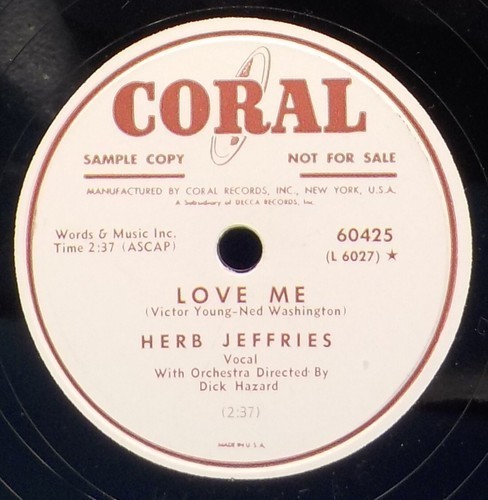 CORAL
SAMPLE COPY NOT FOR SALE
MANUFACTURED BY CORAL RECORDS, INC., NEW YORK, U.S.A.
A Subsidiary of DECCA RECORDS, Inc.
Words & Music Inc. 60425
Time 2:37 (ASCAP) (L 6027) ★
LOVE ME
(Victor Young-Ned Washington)
HERB JEFFRIES
Vocal
With Orchestra Directed By
Dick Hazard
(2:37)
MADE IN U.S.A.